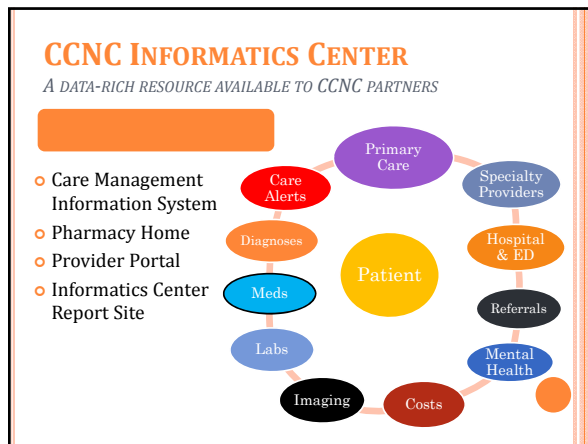 CCNC INFORMATICS CENTER
A DATA-RICH RESOURCE AVAILABLE TO CCNC PARTNERS
Care Management
Information System
Pharmacy Home
Provider Portal
Informatics Center
Report Site
Primary
Care
Specialty
Providers
Hospital
& ED
Referrals
Mental
Health
Costs
Imaging
Labs
Meds
Diagnoses
Care
Alerts
Patient